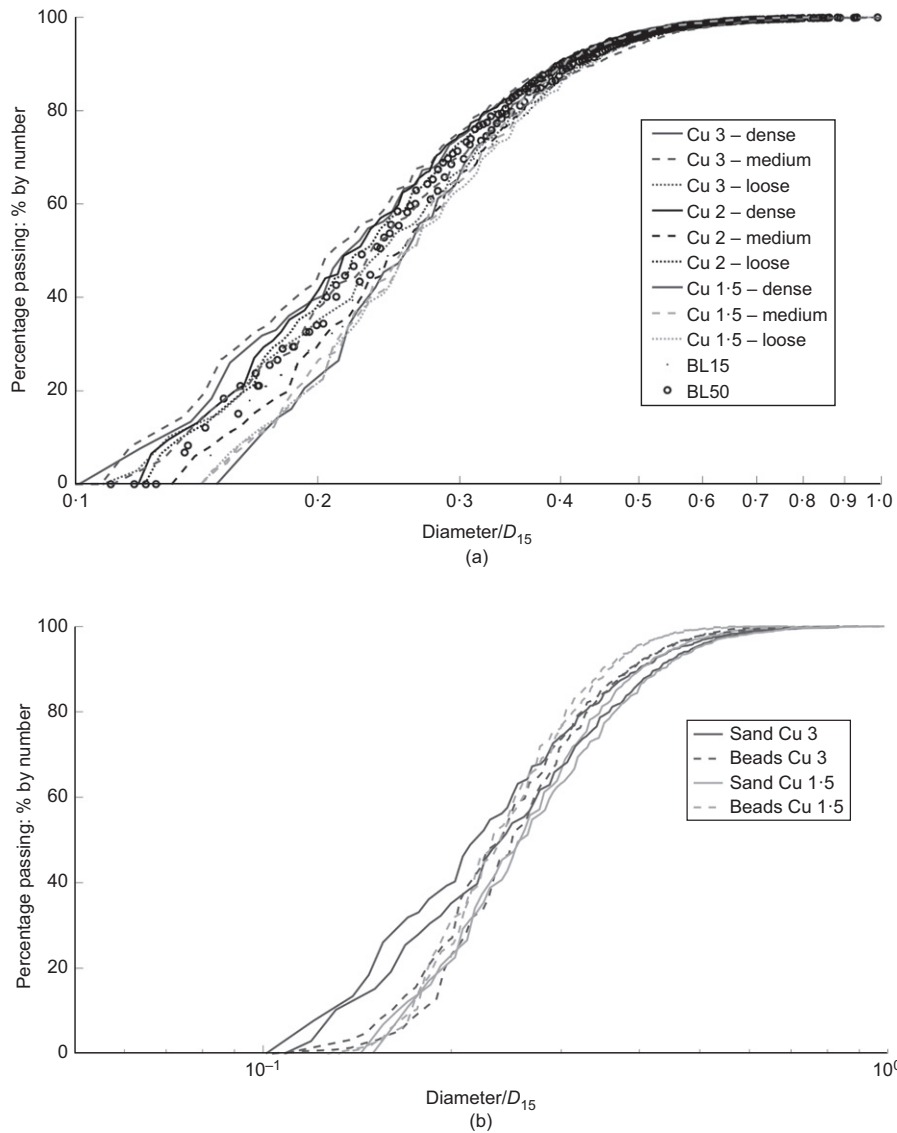 100
80
60
40
20
0
Percentage passing: % by number
0·1
0·2
0·3
0·4
0·5
0·6
0·7
0·8
0·9
1·0
Diameter/D15
(a)
Cu 3 – dense
Cu 3 – medium
Cu 3 – loose
Cu 2 – dense
Cu 2 – medium
Cu 2 – loose
Cu 1·5 – dense
Cu 1·5 – medium
Cu 1·5 – loose
BL15
BL50
100
80
60
40
20
0
Percentage passing: % by number
10–1
100
Diameter/D15
(b)
Sand Cu 3
Beads Cu 3
Sand Cu 1·5
Beads Cu 1·5